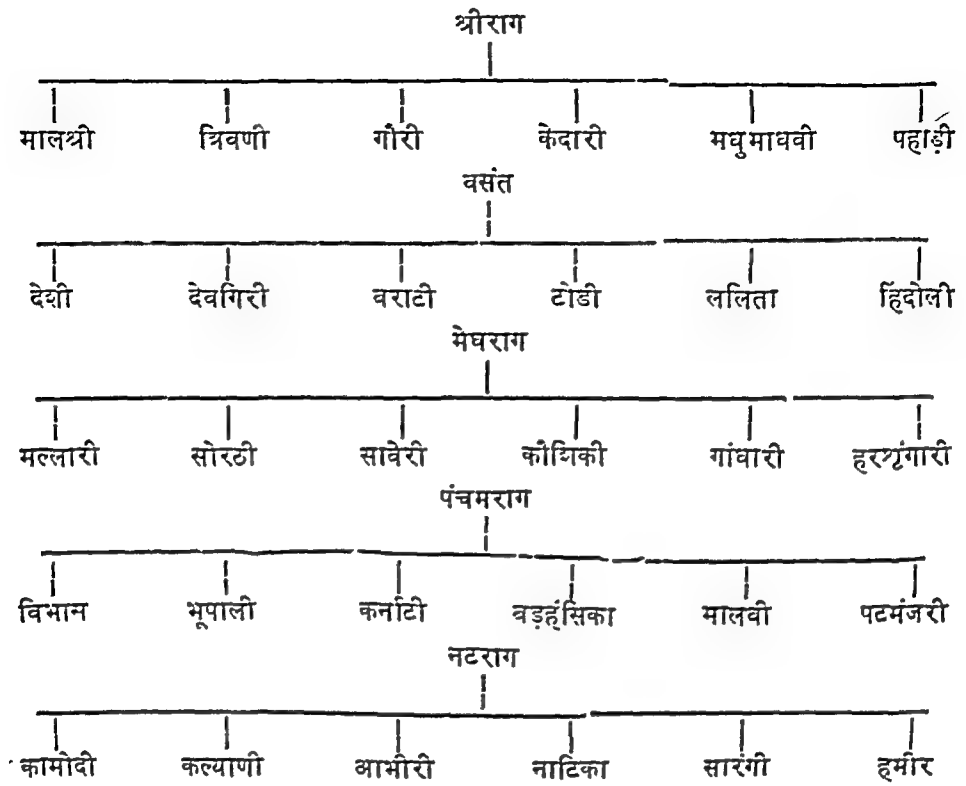 श्रीराग
मालश्री त्रिवणी गौरी केदारी मधुमाधवी पहाड़ी
वसंत
देशी देवगिरी वराटी टोडी ललिता हिंदोली
मेघराग
मल्लारी सोरठी सावेरी कौशिकी गांधारी हरशृंगारी
पंचमराग
विभास भूपाली कर्नाटी वड़हंसिका मालवी पटमंजरी
नटराग
कामोदी कल्याणी आभीरी नाटिका सारंगी हमीर